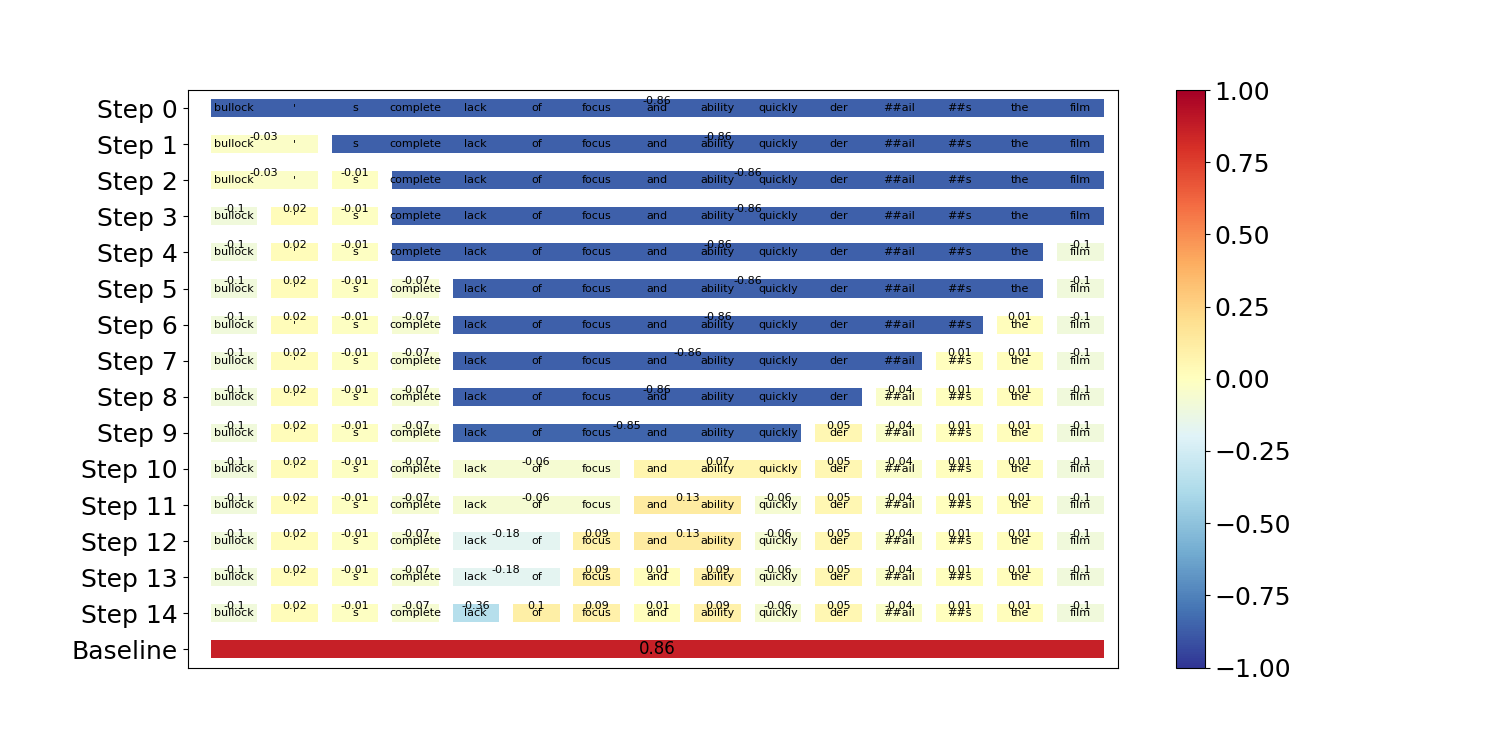 Step 0 bullock ' s complete lack of focus and ability quickly der ##ail ##s the film -0.86
Step 1 bullock ' s complete lack of focus and ability quickly der ##ail ##s the film -0.03 -0.86
Step 2 bullock ' s complete lack of focus and ability quickly der ##ail ##s the film -0.03 -0.01 -0.86
Step 3 bullock ' s complete lack of focus and ability quickly der ##ail ##s the film -0.1 0.02 -0.01 -0.86
Step 4 bullock ' s complete lack of focus and ability quickly der ##ail ##s the film -0.1 0.02 -0.01 -0.86 -0.1
Step 5 bullock ' s complete lack of focus and ability quickly der ##ail ##s the film -0.1 0.02 -0.01 -0.07 -0.86 -0.1
Step 6 bullock ' s complete lack of focus and ability quickly der ##ail ##s the film -0.1 0.02 -0.01 -0.07 -0.86 0.01 -0.1
Step 7 bullock ' s complete lack of focus and ability quickly der ##ail ##s the film -0.1 0.02 -0.01 -0.07 -0.86 0.01 0.01 -0.1
Step 8 bullock ' s complete lack of focus and ability quickly der ##ail ##s the film -0.1 0.02 -0.01 -0.07 -0.86 -0.04 0.01 0.01 -0.1
Step 9 bullock ' s complete lack of focus and ability quickly der ##ail ##s the film -0.1 0.02 -0.01 -0.07 -0.85 0.05 -0.04 0.01 0.01 -0.1
Step 10 bullock ' s complete lack of focus and ability quickly der ##ail ##s the film -0.1 0.02 -0.01 -0.07 -0.06 0.07 0.05 -0.04 0.01 0.01 -0.1
Step 11 bullock ' s complete lack of focus and ability quickly der ##ail ##s the film -0.1 0.02 -0.01 -0.07 -0.06 0.13 -0.06 0.05 -0.04 0.01 0.01 -0.1
Step 12 bullock ' s complete lack of focus and ability quickly der ##ail ##s the film -0.1 0.02 -0.01 -0.07 -0.18 0.09 0.13 -0.06 0.05 -0.04 0.01 0.01 -0.1
Step 13 bullock ' s complete lack of focus and ability quickly der ##ail ##s the film -0.1 0.02 -0.01 -0.07 -0.18 0.09 0.01 0.09 -0.06 0.05 -0.04 0.01 0.01 -0.1
Step 14 bullock ' s complete lack of focus and ability quickly der ##ail ##s the film -0.1 0.02 -0.01 -0.07 -0.36 0.1 0.09 0.01 0.09 -0.06 0.05 -0.04 0.01 0.01 -0.1
Baseline 0.86
1.00
0.75
0.50
0.25
0.00
−0.25
−0.50
−0.75
−1.00